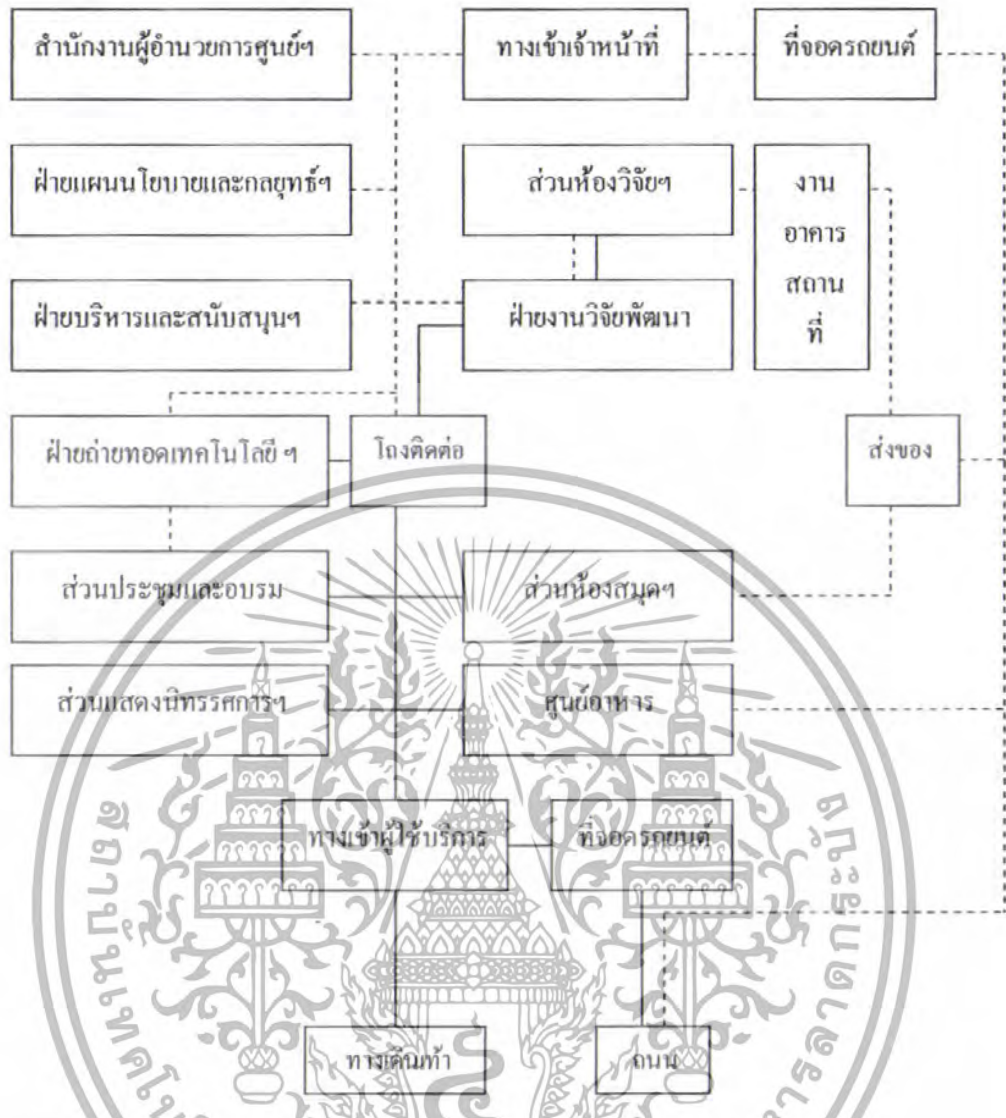 สำนักงานผู้อำนวยการศูนย์ฯ
ทางเข้าเจ้าหน้าที่
ที่จอดรถยนต์
ฝ่ายแผนนโยบายและกลยุทธ์ฯ
ส่วนห้องวิจัยฯ
งาน
อาคาร
สถาน
ที่
ฝ่ายบริหารและสนับสนุนฯ
ฝ่ายงานวิจัยพัฒนา
ฝ่ายถ่ายทอดเทคโนโลยี ฯ
โถงติดต่อ
ส่งของ
ส่วนประชุมและอบรม
ส่วนห้องสมุดฯ
ส่วนแสดงนิทรรศการฯ
ศูนย์อาหาร
ทางเข้าผู้ใช้บริการ
ที่จอดรถยนต์
ทางเดินเท้า
ถนน